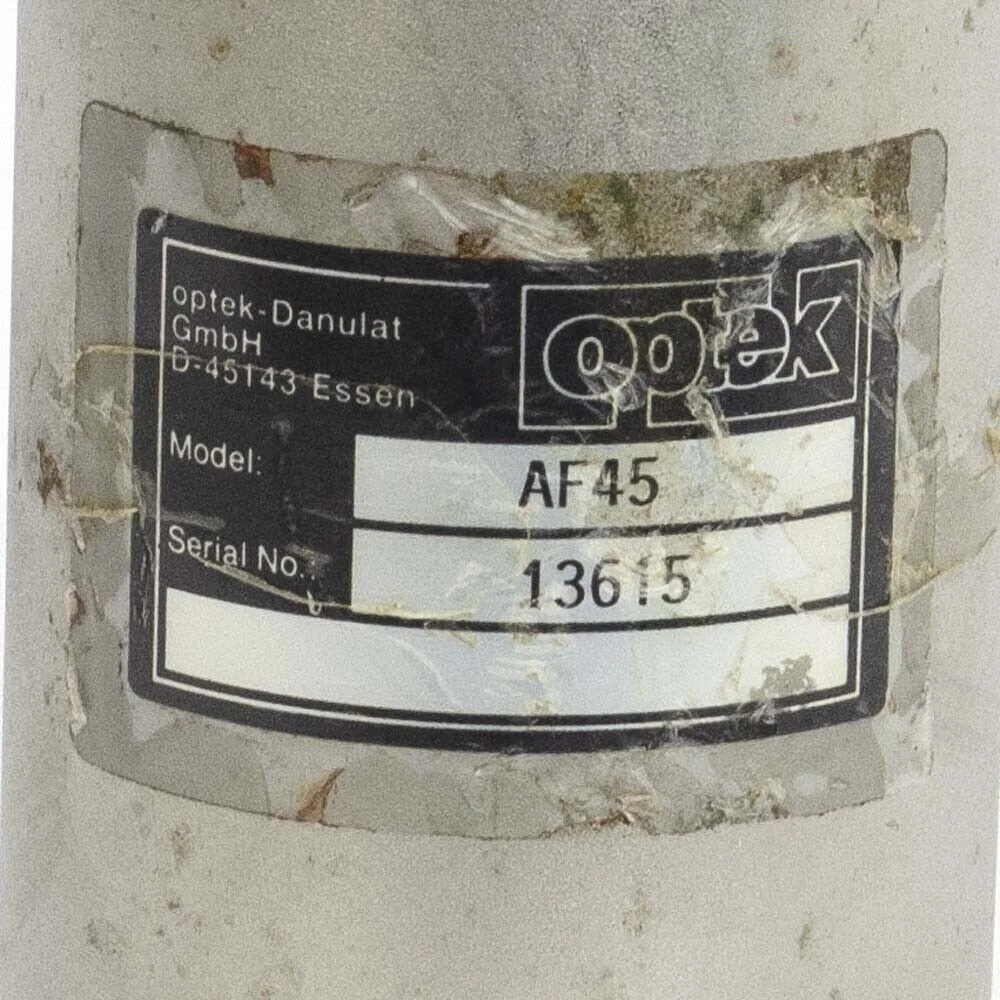 optek-Danulat
GmbH
D-45143 Essen
optek
Model: AF45
Serial No.: 13615